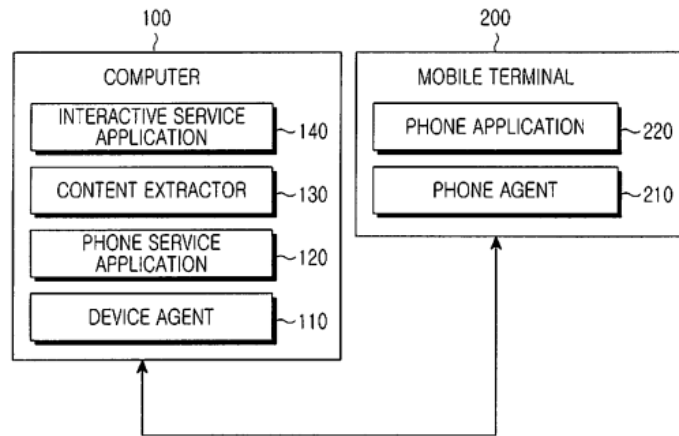 100
COMPUTER
INTERACTIVE SERVICE
APPLICATION
140
CONTENT EXTRACTOR
130
PHONE SERVICE
APPLICATION
120
DEVICE AGENT
110
200
MOBILE TERMINAL
PHONE APPLICATION
220
PHONE AGENT
210